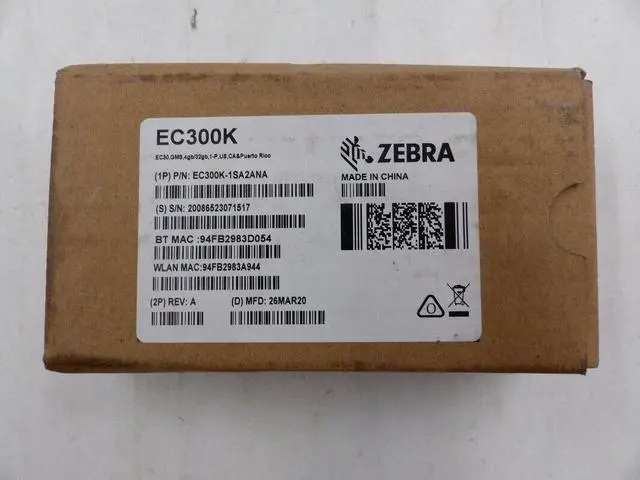 EC300K
EC30,GMS,4gb/32gb,1-P,US,CA&Puerto Rico
ZEBRA
(1P) P/N: EC300K-1SA2ANA
MADE IN CHINA
(S) S/N: 20086523071517
BT MAC :94FB2983D054
WLAN MAC:94FB2983A944
(2P) REV: A
(D) MFD: 26MAR20